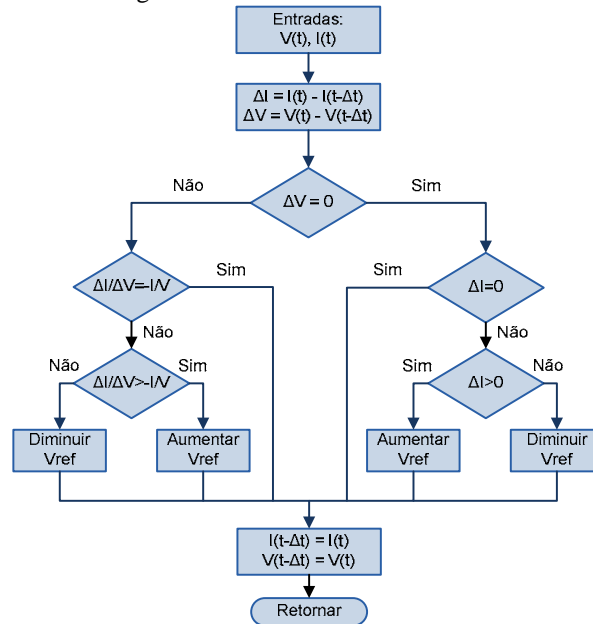 Entradas:
V(t), I(t)
ΔI = I(t) - I(t-Δt)
ΔV = V(t) - V(t-Δt)
Não
Sim
ΔV = 0
ΔI/ΔV=-I/V
Sim
Sim
ΔI=0
Não
Não
Não
ΔI/ΔV>-I/V
Sim
Sim
ΔI>0
Não
Diminuir
Vref
Aumentar
Vref
Aumentar
Vref
Diminuir
Vref
I(t-Δt) = I(t)
V(t-Δt) = V(t)
Retornar